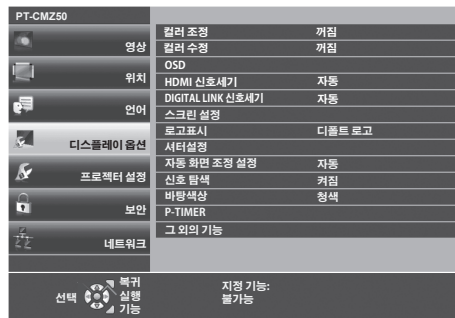 PT-CMZ50
영상
위치
언어
디스플레이 옵션
프로젝터 설정
보안
네트워크
컬러 조정 꺼짐
컬러 수정 꺼짐
OSD
HDMI 신호세기 자동
DIGITAL LINK 신호세기 자동
스크린 설정
로고표시 디폴트 로고
셔터설정
자동 화면 조정 설정 자동
신호 탐색 켜짐
바탕색상 청색
P-TIMER
그 외의 기능
선택
복귀
실행
기능
지정 기능:
불가능